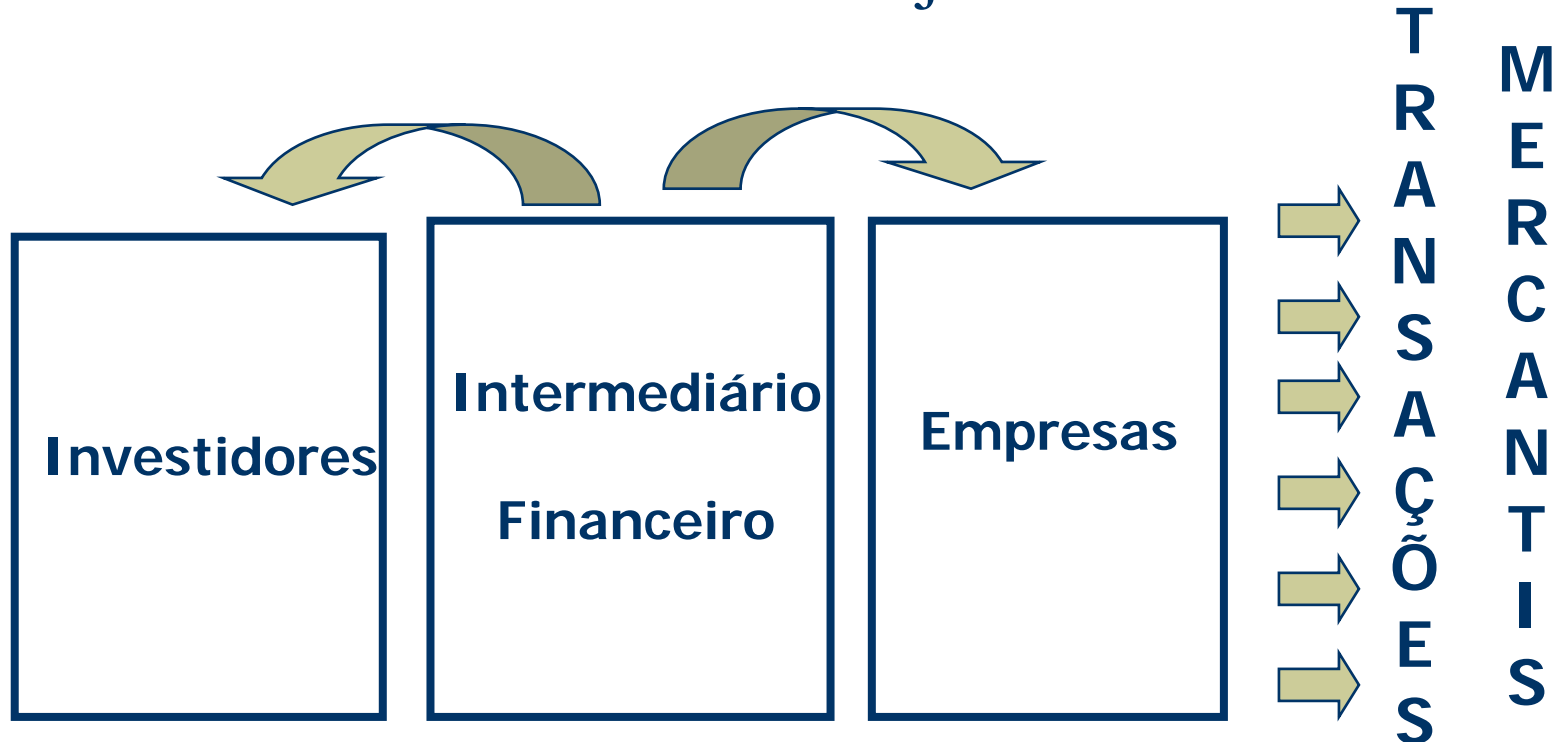 Investidores
Intermediário
Financeiro
Empresas
TRANSAÇÕES
MERCANTIS